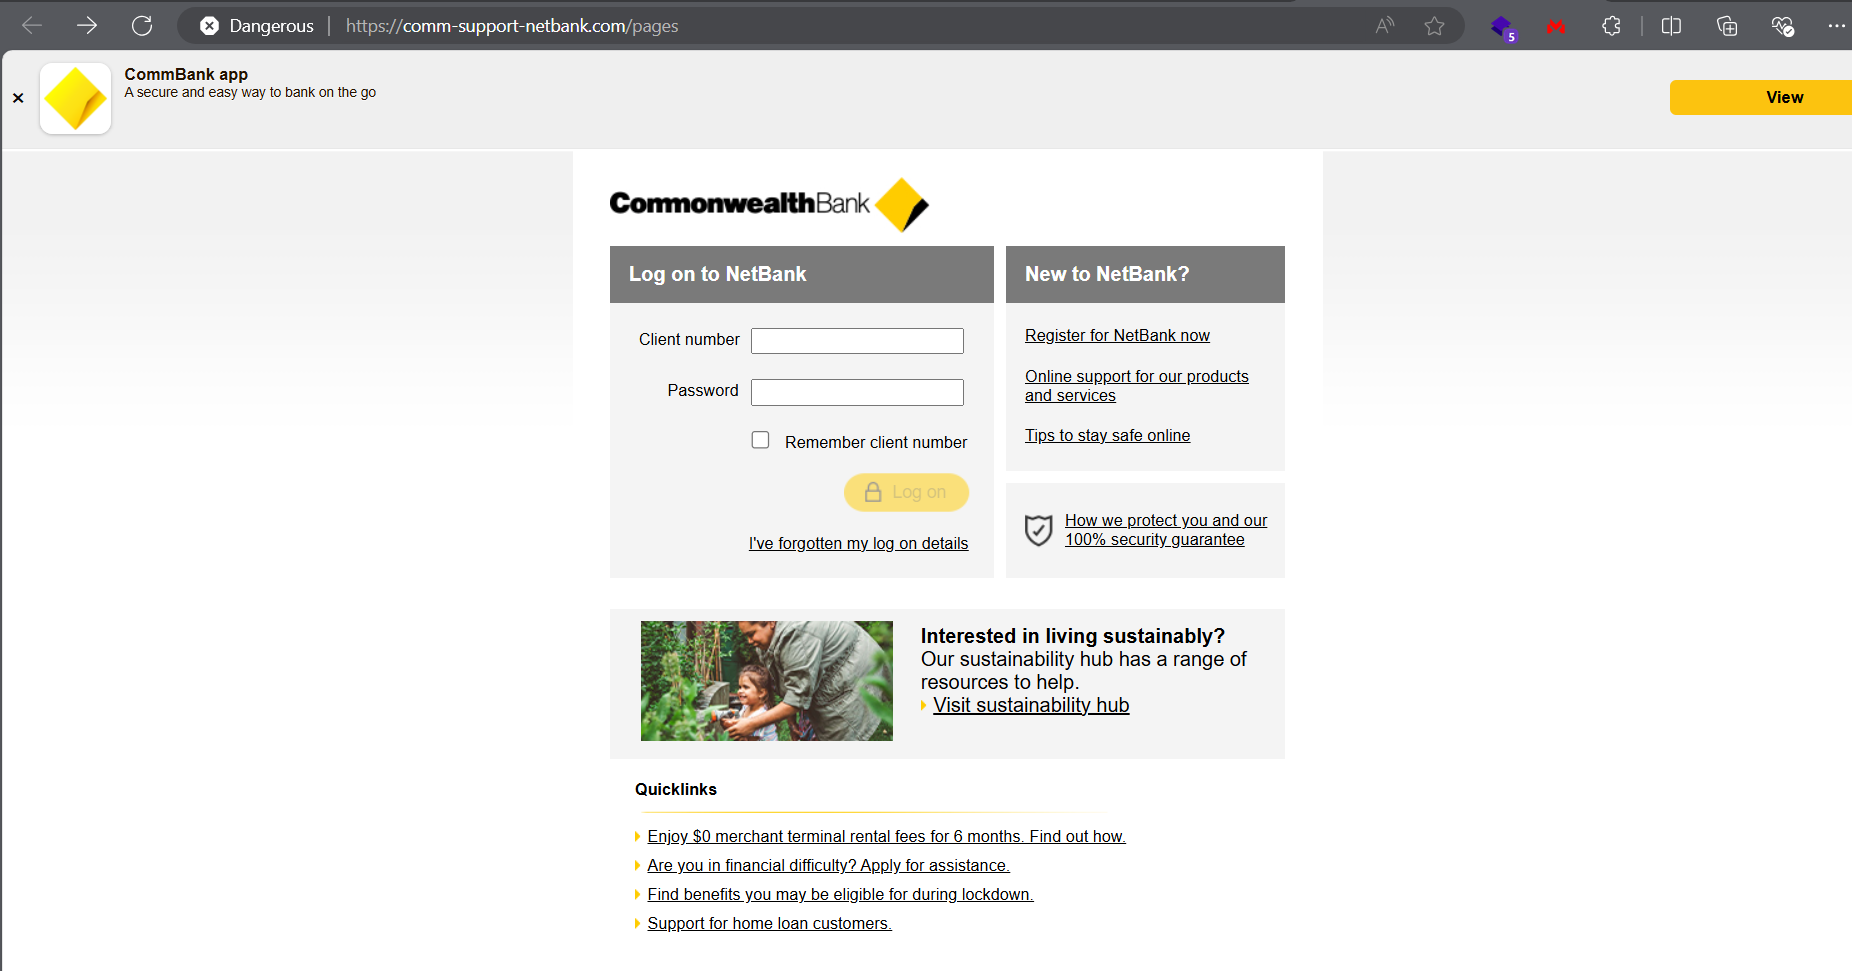 Dangerous | https://comm-support-netbank.com/pages
5
CommBank app
A secure and easy way to bank on the go
View
CommonwealthBank
Log on to NetBank
New to NetBank?
Client number
Password
Remember client number
Log on
I've forgotten my log on details
Register for NetBank now
Online support for our products
and services
Tips to stay safe online
How we protect you and our
100% security guarantee
Interested in living sustainably?
Our sustainability hub has a range of
resources to help.
Visit sustainability hub
Quicklinks
Enjoy $0 merchant terminal rental fees for 6 months. Find out how.
Are you in financial difficulty? Apply for assistance.
Find benefits you may be eligible for during lockdown.
Support for home loan customers.